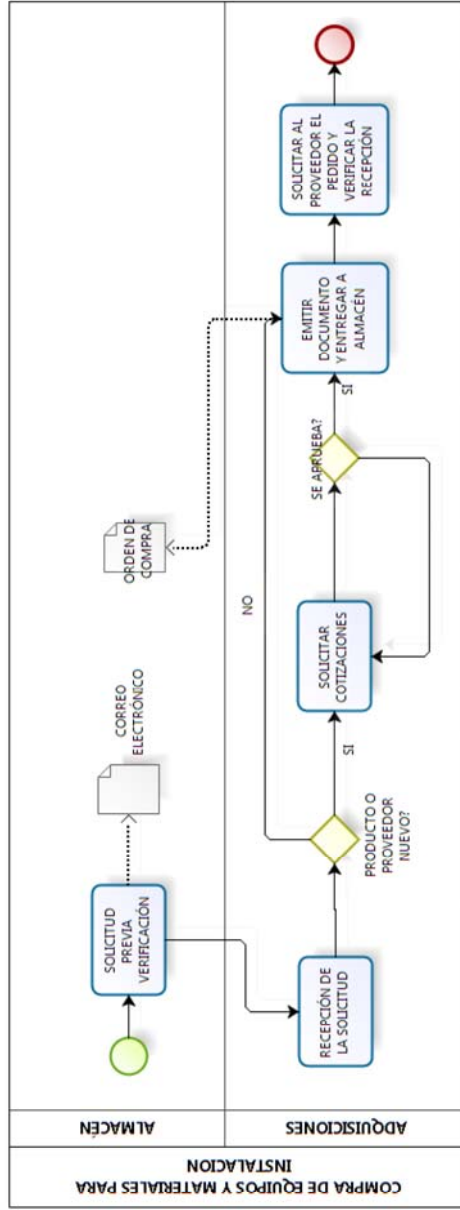 COMPRA DE EQUIPOS Y MATERIALES PARA
INSTALACION
ALMACÉN
SOLICITUD
PREVIA
VERIFICACIÓN
CORREO
ELECTRÓNICO
ORDEN DE
COMPRA
ADQUISICIONES
RECEPCIÓN DE
LA SOLICITUD
PRODUCTO O
PROVEEDOR
NUEVO?
SI
NO
SOLICITAR
COTIZACIONES
SE APRUEBA?
SI
EMITIR
DOCUMENTO
Y ENTREGAR A
ALMACÉN
SOLICITAR AL
PROVEEDOR EL
PEDIDO Y
VERIFICAR LA
RECEPCIÓN